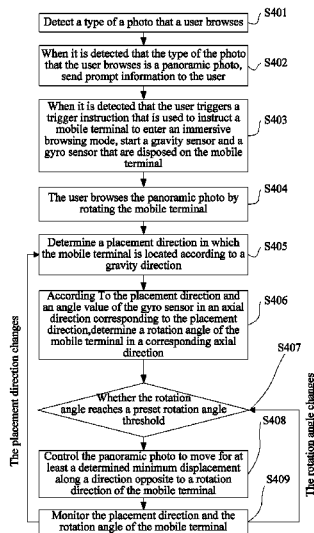 Detect a type of a photo that a user browses
S401
When it is detected that the type of the photo
that the user browses is a panoramic photo,
send prompt information to the user
S402
When it is detected that the user triggers a
trigger instruction that is used to instruct a
mobile terminal to enter an immersive
browsing mode, start a gravity sensor and a
gyro sensor that are disposed on the mobile
terminal
S403
The user browses the panoramic photo by
rotating the mobile terminal
S404
Determine a placement direction in which
the mobile terminal is located according to a
gravity direction
S405
According To the placement direction and
an angle value of the gyro sensor in an axial
direction corresponding to the placement
direction,determine a rotation angle of the
mobile terminal in a corresponding axial
direction
S406
Whether the rotation
angle reaches a preset rotation angle
threshold
S407
Control the panoramic photo to move for at
least a determined minimum displacement
along a direction opposite to a rotation
direction of the mobile terminal
S408
Monitor the placement direction and the
rotation angle of the mobile terminal
S409
The placement direction changes
The rotation angle changes